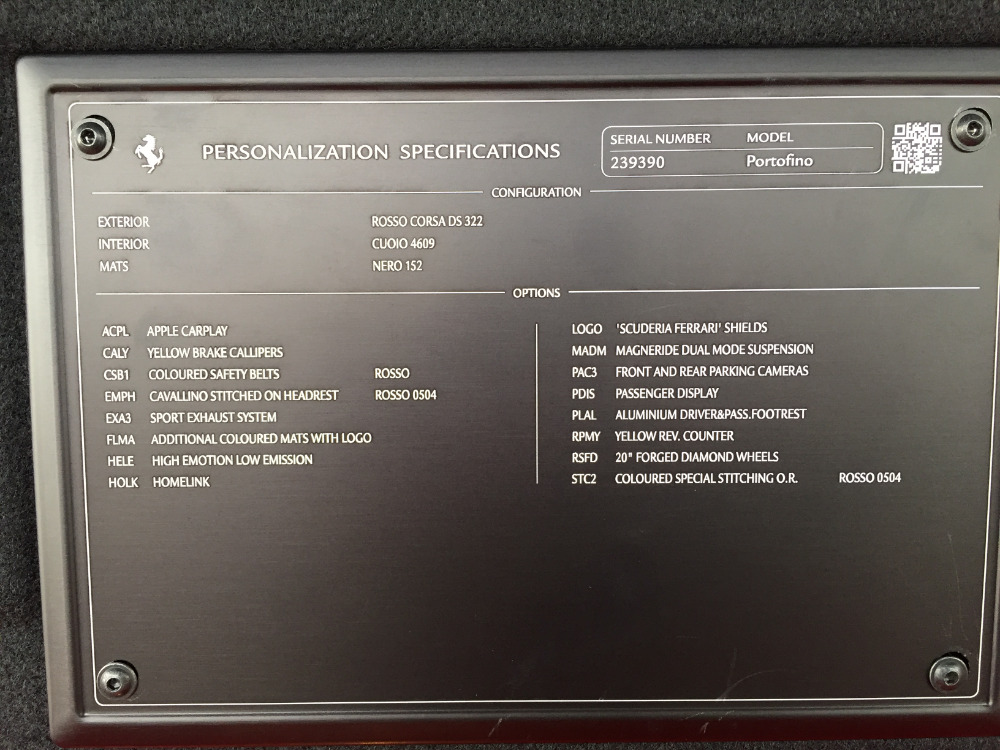 PERSONALIZATION SPECIFICATIONS
SERIAL NUMBER MODEL
239390 Portofino
CONFIGURATION
EXTERIOR ROSSO CORSA DS 322
INTERIOR CUOIO 4609
MATS NERO 152
OPTIONS
ACPL APPLE CARPLAY
CALY YELLOW BRAKE CALLIPERS
CSB1 COLOURED SAFETY BELTS ROSSO
EMPH CAVALLINO STITCHED ON HEADREST ROSSO 0504
EXA3 SPORT EXHAUST SYSTEM
FLMA ADDITIONAL COLOURED MATS WITH LOGO
HELE HIGH EMOTION LOW EMISSION
HOLK HOMELINK
LOGO 'SCUDERIA FERRARI' SHIELDS
MADM MAGNERIDE DUAL MODE SUSPENSION
PAC3 FRONT AND REAR PARKING CAMERAS
PDIS PASSENGER DISPLAY
PLAL ALUMINIUM DRIVER&PASS.FOOTREST
RPMY YELLOW REV. COUNTER
RSFD 20" FORGED DIAMOND WHEELS
STC2 COLOURED SPECIAL STITCHING O.R. ROSSO 0504